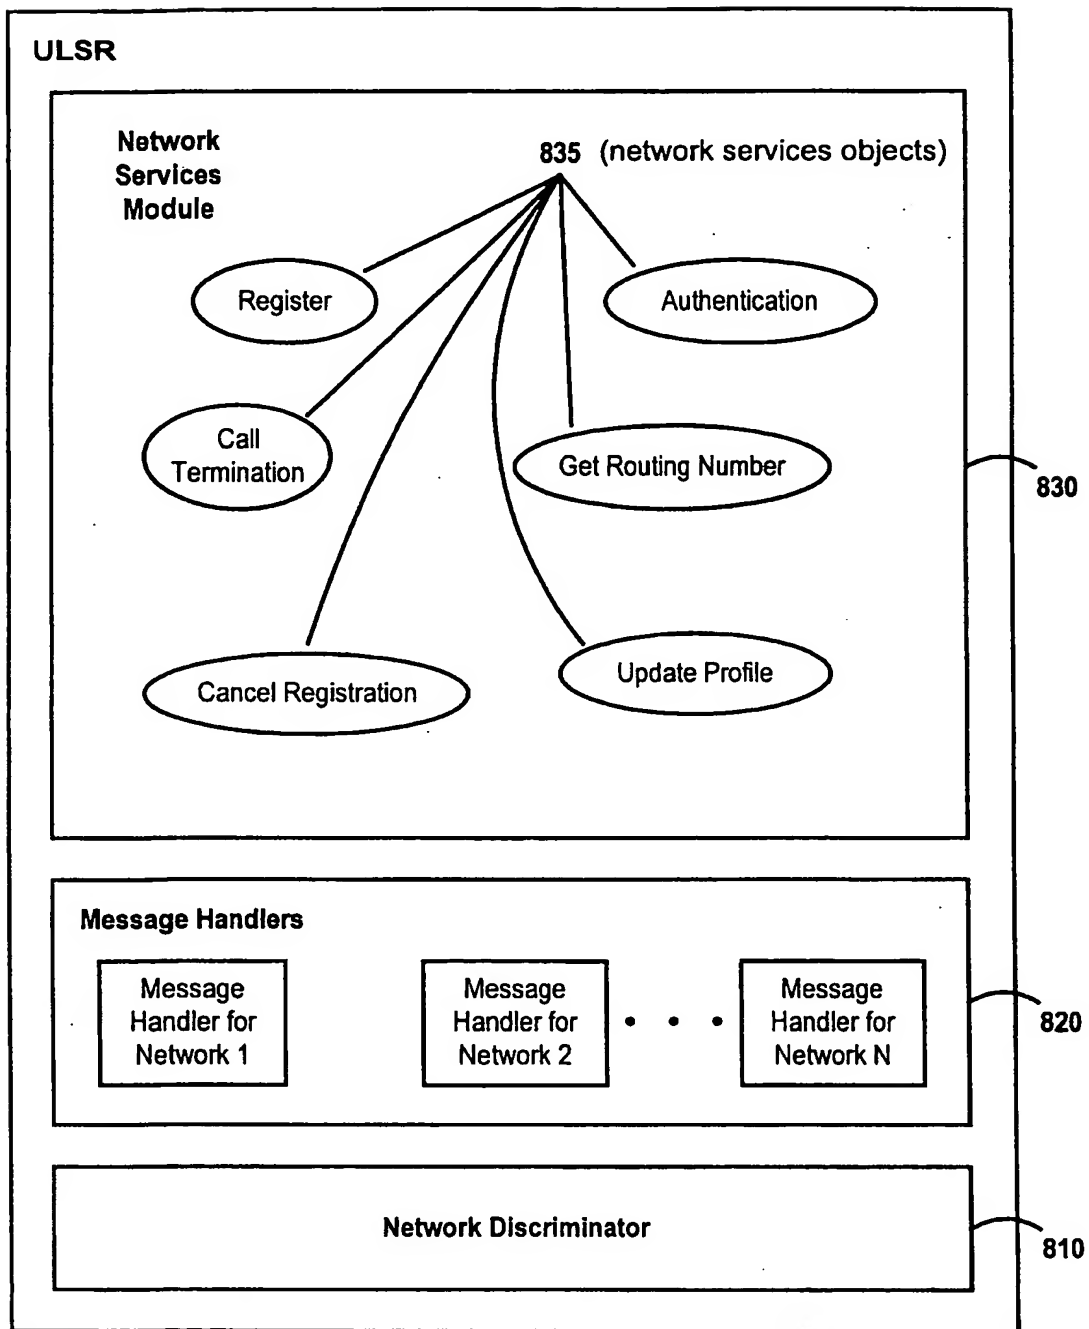 ULSR
Network
Services
Module
835 (network services objects)
Register
Authentication
Call
Termination
Get Routing Number
830
Cancel Registration
Update Profile
Message Handlers
Message
Handler for
Network 1
Message
Handler for
Network 2
• • •
Message
Handler for
Network N
820
Network Discriminator
810